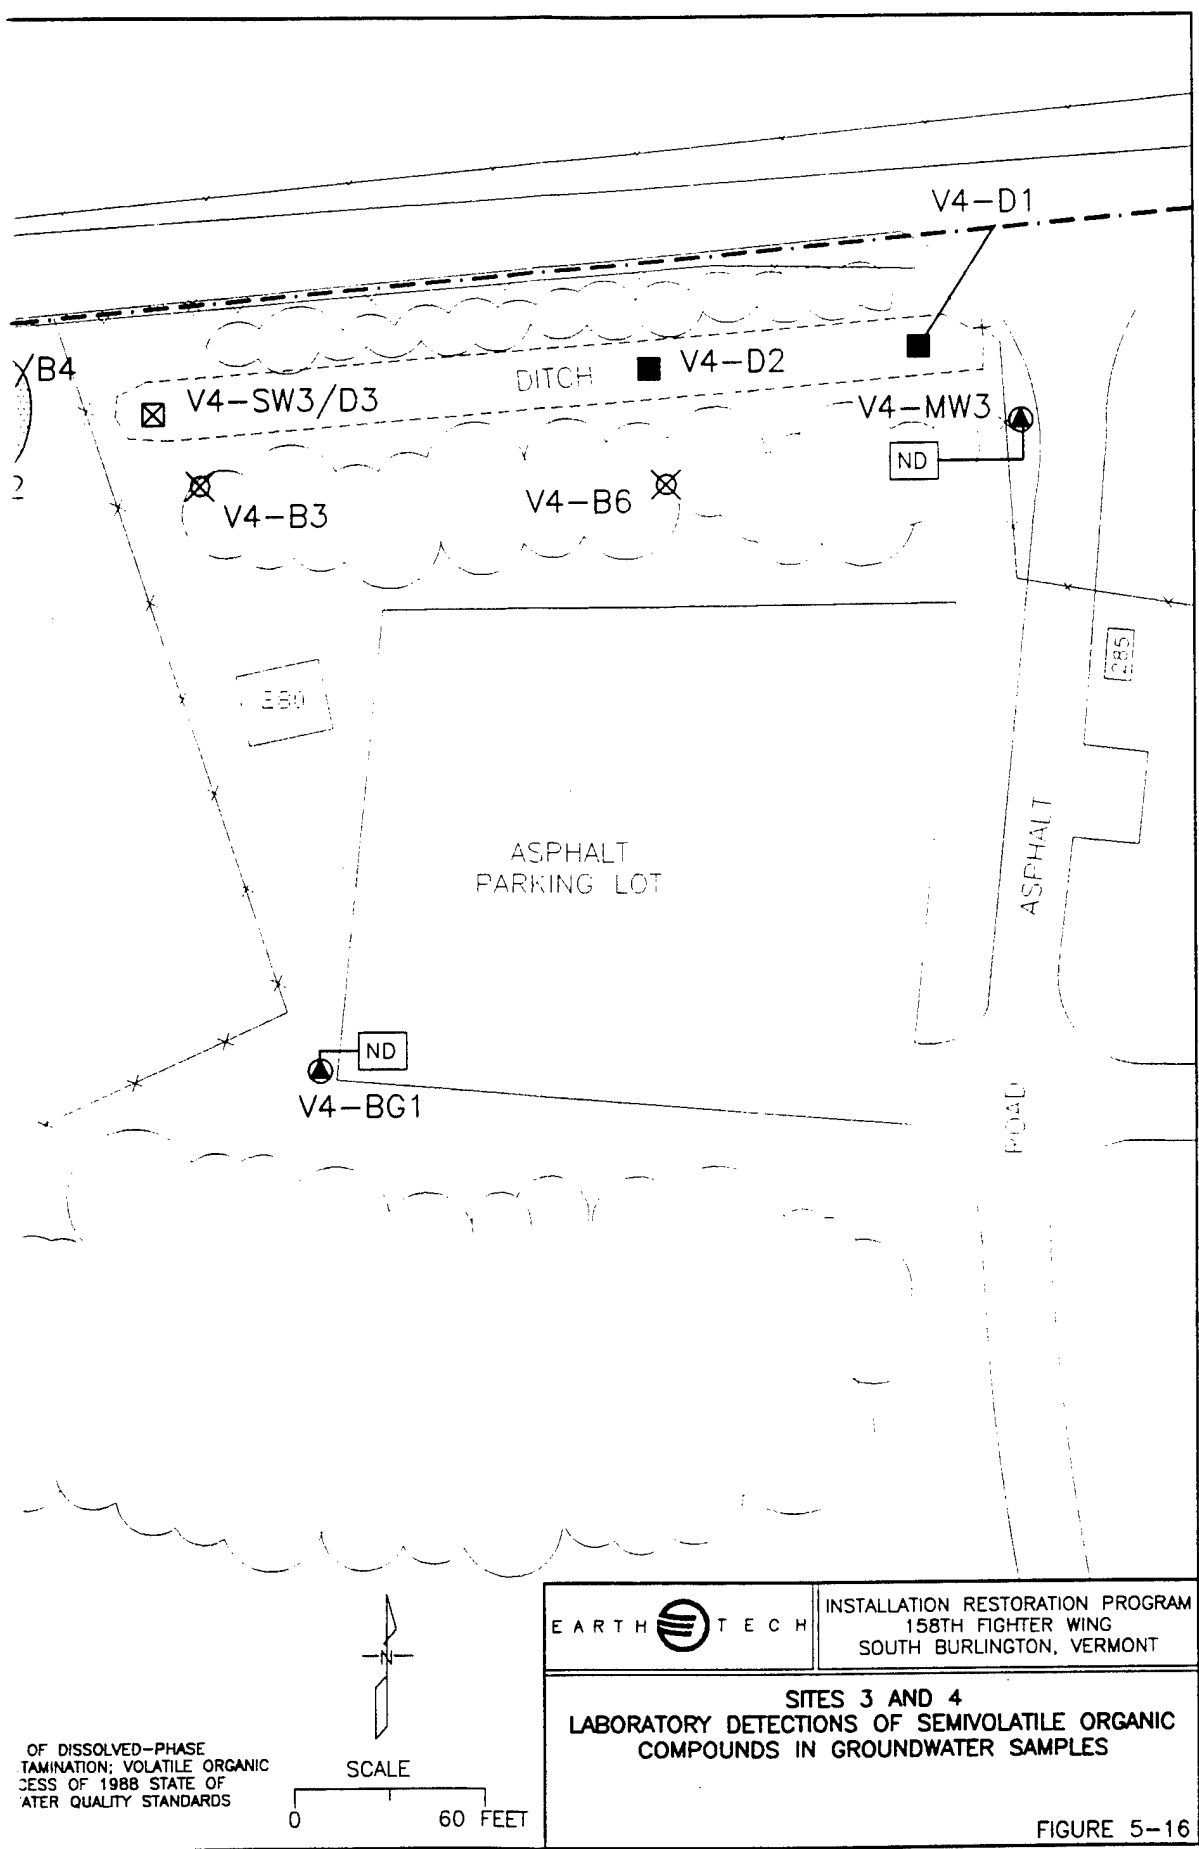 V4-D1
B4
V4-D2
DITCH
V4-SW3/D3
V4-MW3
ND
2
V4-B3
V4-B6
285
ASPHALT
PARKING LOT
ASPHALT
ND
V4-BG1
ROAD
N
EARTH TECH
INSTALLATION RESTORATION PROGRAM
158TH FIGHTER WING
SOUTH BURLINGTON, VERMONT
SITES 3 AND 4
LABORATORY DETECTIONS OF SEMIVOLATILE ORGANIC
COMPOUNDS IN GROUNDWATER SAMPLES
OF DISSOLVED-PHASE
TAMINATION; VOLATILE ORGANIC
CESS OF 1988 STATE OF
ATER QUALITY STANDARDS
SCALE
0 60 FEET
FIGURE 5-16